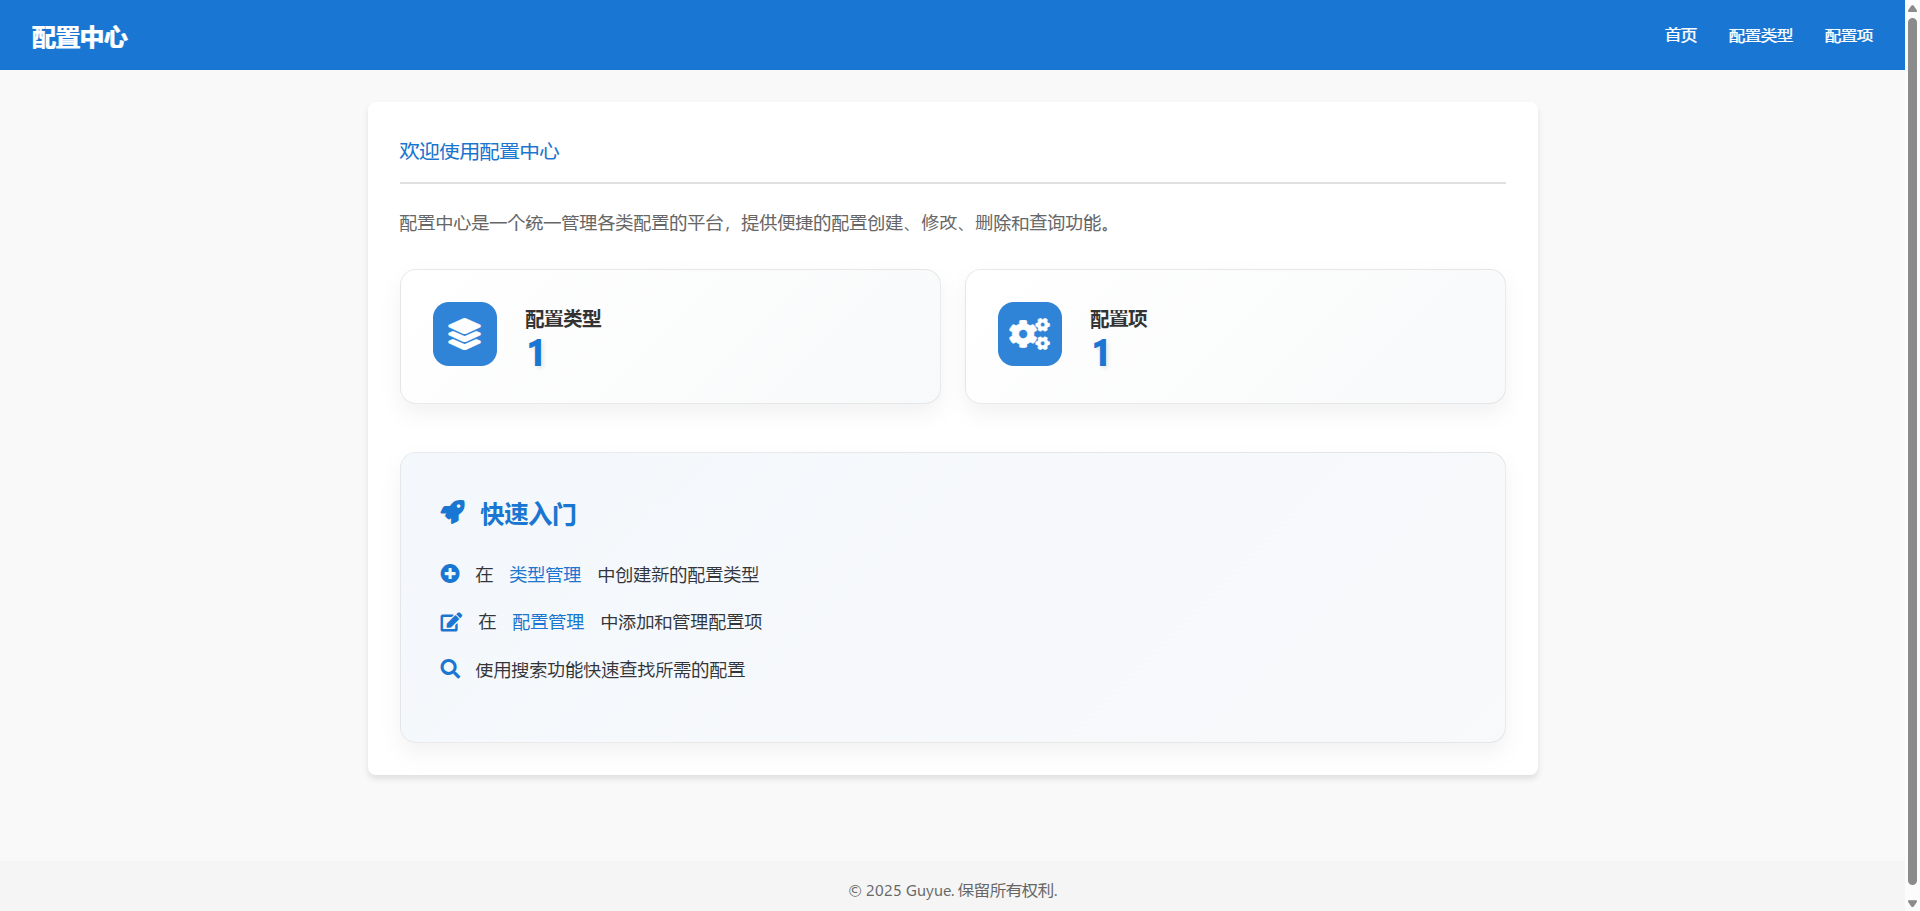 配置中心
首页 配置类型 配置项
欢迎使用配置中心
配置中心是一个统一管理各类配置的平台，提供便捷的配置创建、修改、删除和查询功能。
配置类型
1
配置项
1
快速入门
在 类型管理 中创建新的配置类型
在 配置管理 中添加和管理配置项
使用搜索功能快速查找所需的配置
© 2025 Guyue. 保留所有权利.